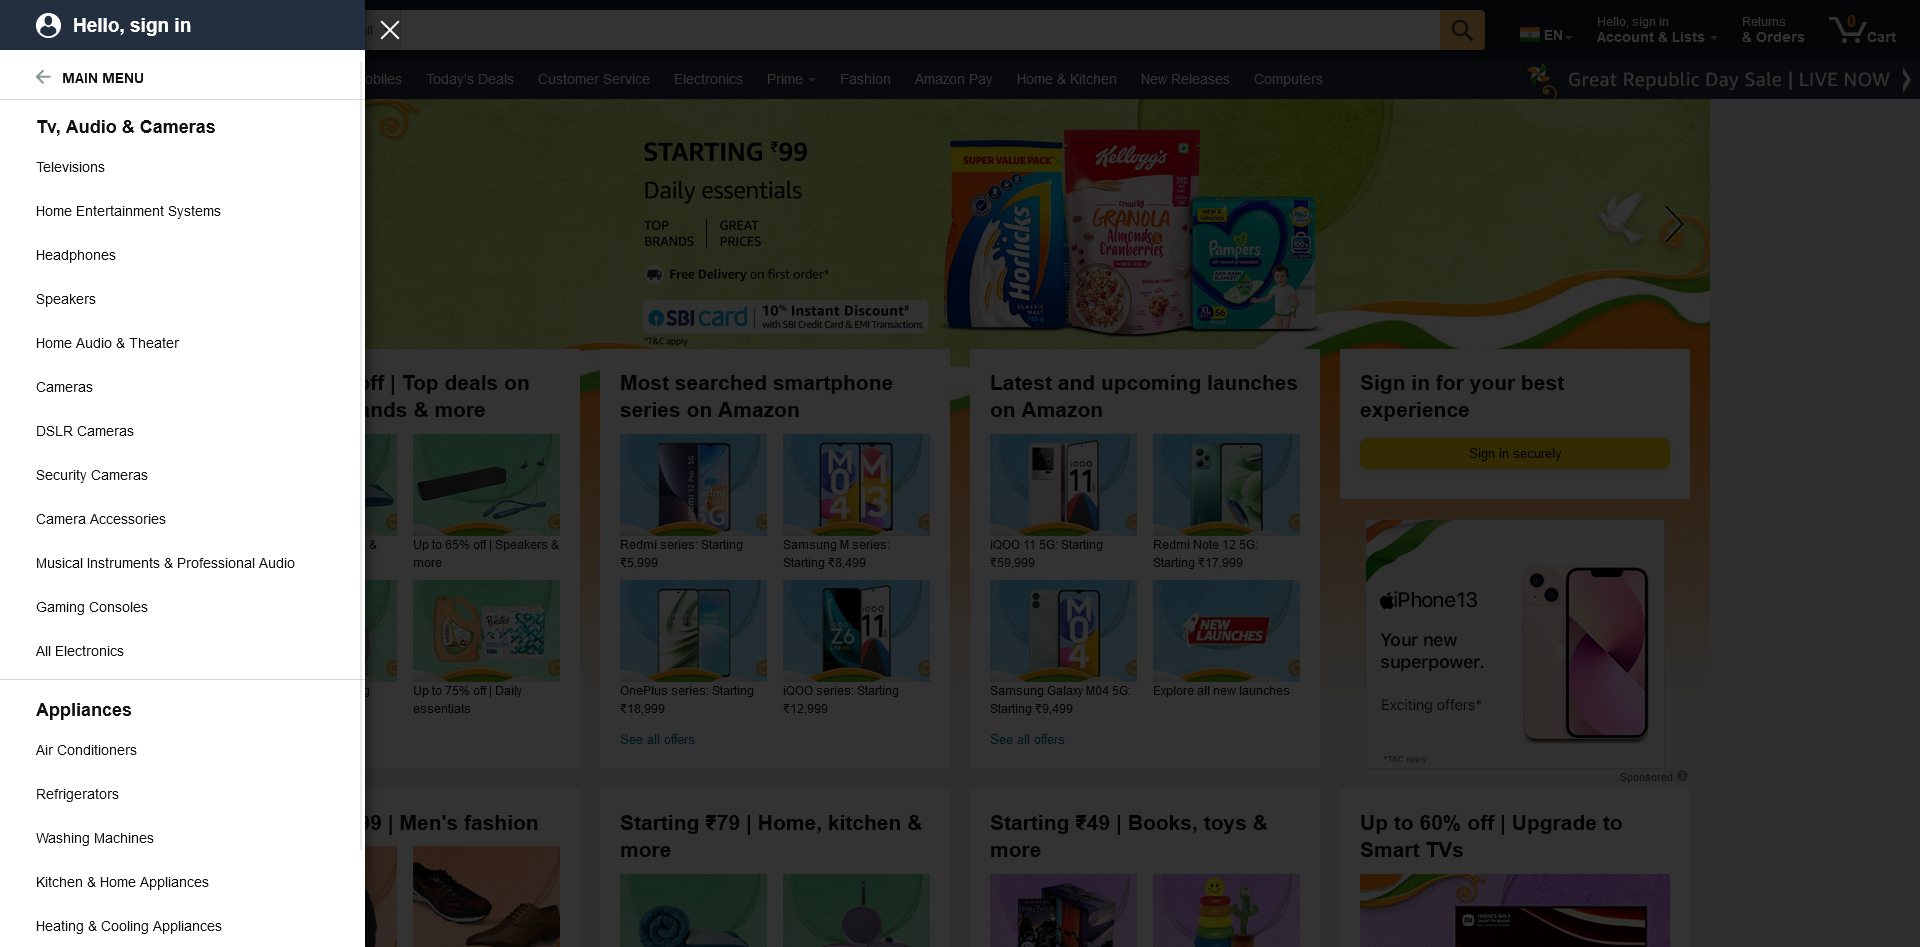 Hello, sign in
MAIN MENU
Tv, Audio & Cameras
Televisions
Home Entertainment Systems
Headphones
Speakers
Home Audio & Theater
Cameras
DSLR Cameras
Security Cameras
Camera Accessories
Musical Instruments & Professional Audio
Gaming Consoles
All Electronics
Appliances
Air Conditioners
Refrigerators
Washing Machines
Kitchen & Home Appliances
Heating & Cooling Appliances
EN
Hello, sign in
Account & Lists
Returns
& Orders
0
Cart
Today's Deals
Customer Service
Electronics
Prime
Fashion
Amazon Pay
Home & Kitchen
New Releases
Computers
Great Republic Day Sale | LIVE NOW
STARTING ₹99
Daily essentials
TOP BRANDS
GREAT PRICES
Free Delivery on first order*
SBI card
10% Instant Discount#
with SBI Credit Card & EMI Transactions
*T&C apply
SUPER VALUE PACK
Horlicks
CLASSIC MALT
Kellogg's
CRUNCHY
GRANOLA
Almonds &
Cranberries
Pampers
XL 56
off | Top deals on
& more
&
Up to 65% off | Speakers &
more
Up to 75% off | Daily
essentials
Most searched smartphone
series on Amazon
Redmi series: Starting
₹5,999
Samsung M series:
Starting ₹8,499
OnePlus series: Starting
₹18,999
iQOO series: Starting
₹12,999
See all offers
Latest and upcoming launches
on Amazon
iQOO 11 5G: Starting
₹59,999
Redmi Note 12 5G:
Starting ₹17,999
NEW
LAUNCHES
Samsung Galaxy M04 5G:
Starting ₹9,499
Explore all new launches
See all offers
Sign in for your best
experience
Sign in securely
iPhone13
Your new
superpower.
Exciting offers*
*T&C apply
Sponsored
| Men's fashion
Starting ₹79 | Home, kitchen &
more
Starting ₹49 | Books, toys &
more
Up to 60% off | Upgrade to
Smart TVs